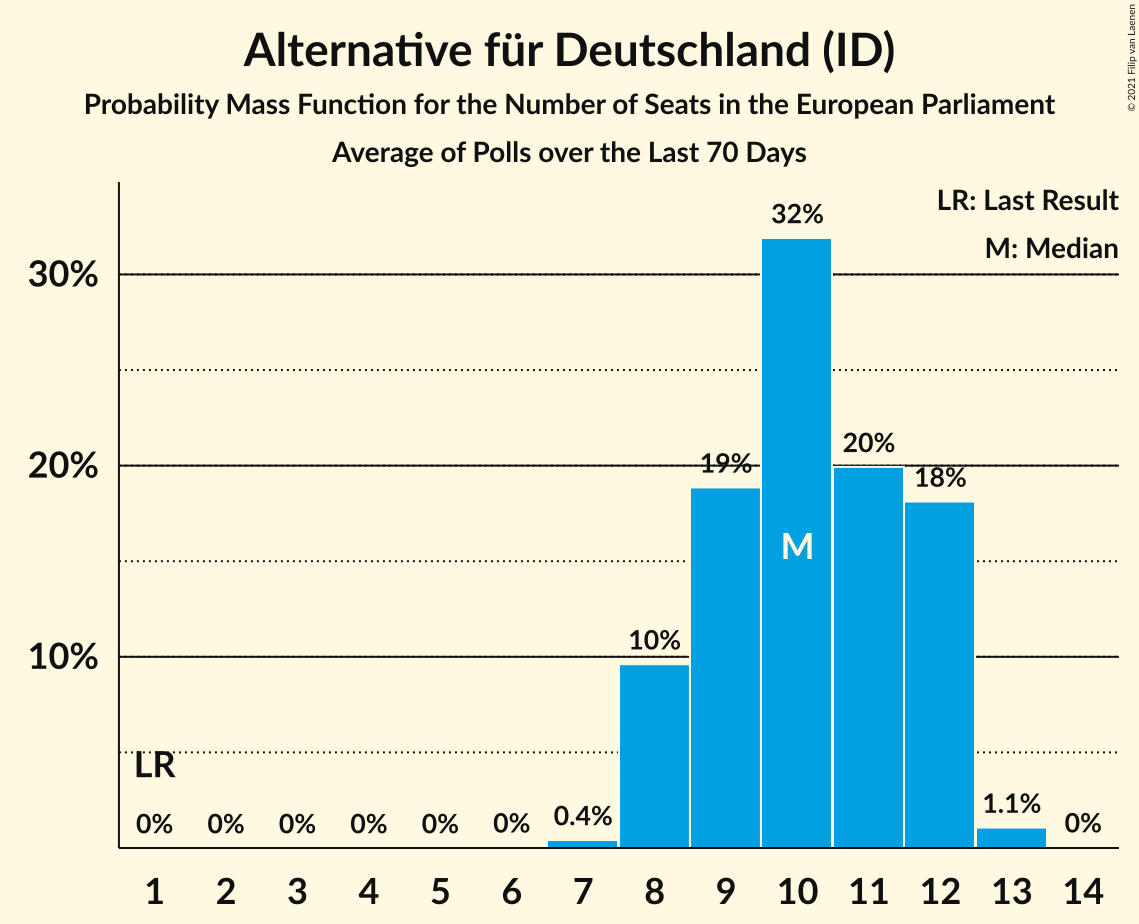 Alternative für Deutschland (ID)
Probability Mass Function for the Number of Seats in the European Parliament
Average of Polls over the Last 70 Days
© 2021 Filip van Laenen
LR: Last Result
M: Median
32%
30%
20%
19%
20%
18%
M
10%
10%
LR
0% 0% 0% 0% 0% 0% 0.4% 1.1% 0%
1 2 3 4 5 6 7 8 9 10 11 12 13 14